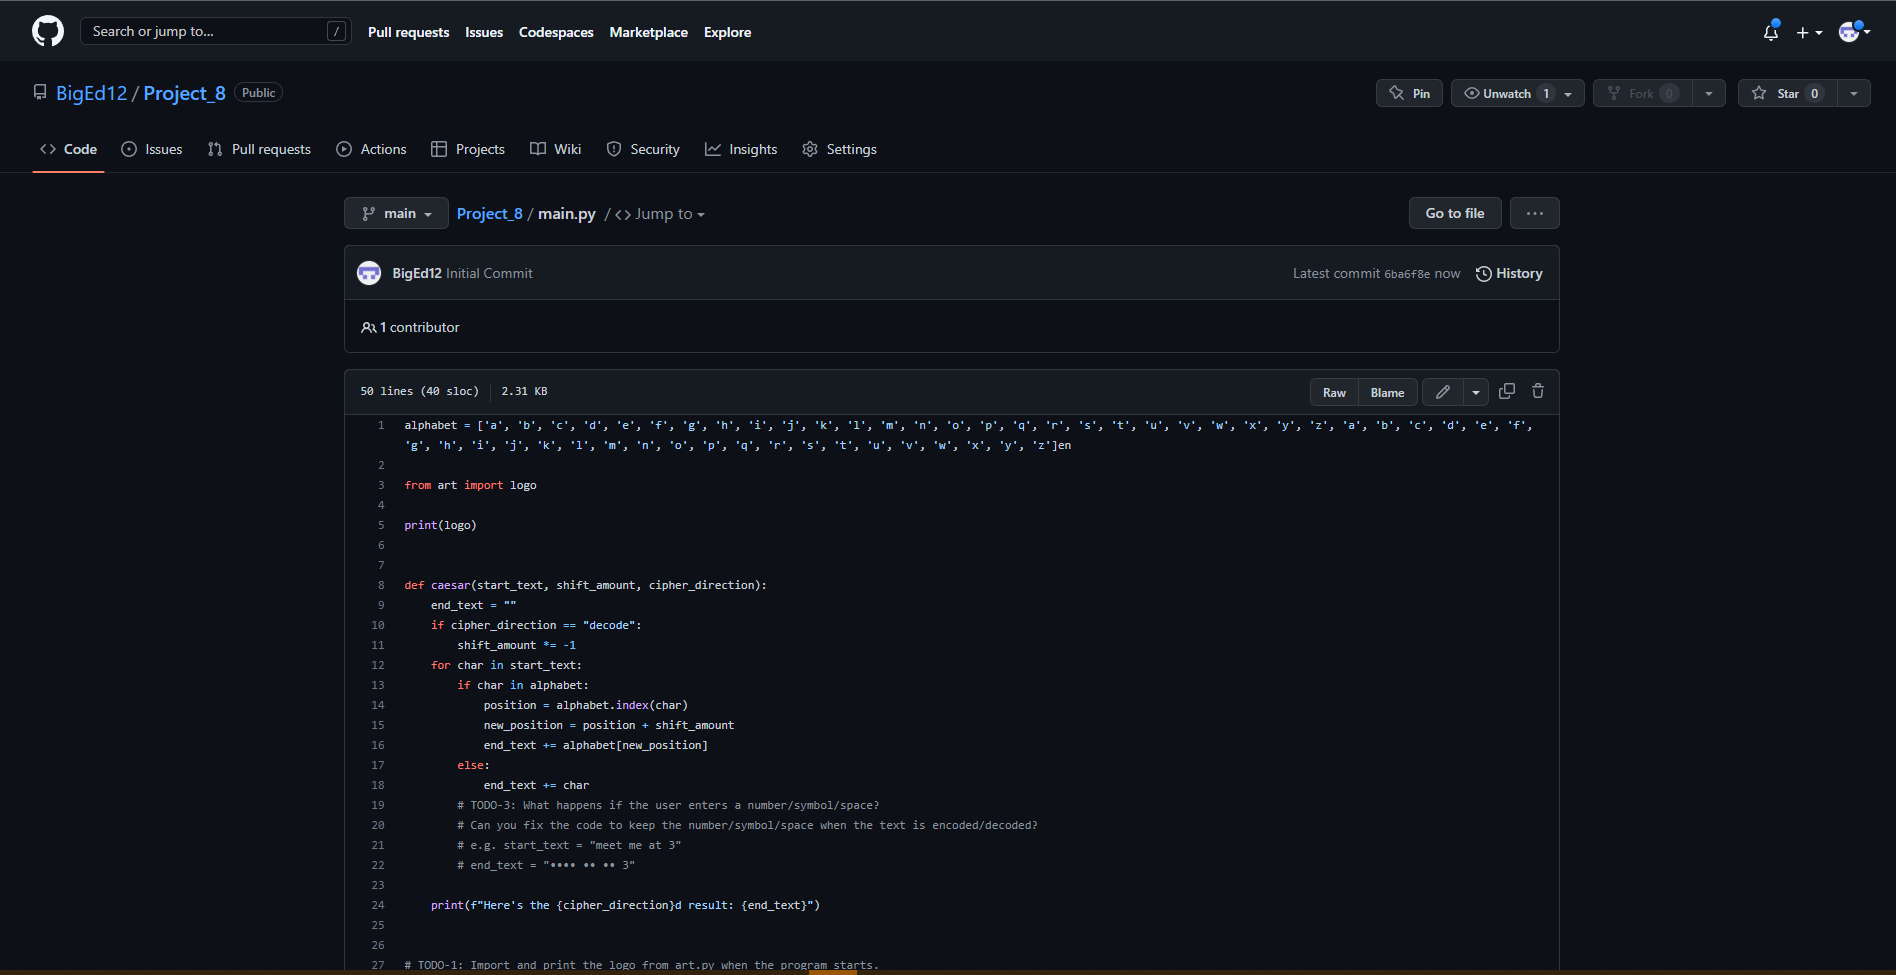 Search or jump to... /
Pull requests Issues Codespaces Marketplace Explore
BigEd12 / Project_8 Public
Pin Unwatch 1 Fork 0 Star 0
Code Issues Pull requests Actions Projects Wiki Security Insights Settings
main Project_8 / main.py / <> Jump to
Go to file ...
BigEd12 Initial Commit
Latest commit 6ba6f8e now History
1 contributor
50 lines (40 sloc) 2.31 KB
Raw Blame
1 alphabet = ['a', 'b', 'c', 'd', 'e', 'f', 'g', 'h', 'i', 'j', 'k', 'l', 'm', 'n', 'o', 'p', 'q', 'r', 's', 't', 'u', 'v', 'w', 'x', 'y', 'z', 'a', 'b', 'c', 'd', 'e', 'f',
'g', 'h', 'i', 'j', 'k', 'l', 'm', 'n', 'o', 'p', 'q', 'r', 's', 't', 'u', 'v', 'w', 'x', 'y', 'z']en
2
3 from art import logo
4
5 print(logo)
6
7
8 def caesar(start_text, shift_amount, cipher_direction):
9     end_text = ""
10     if cipher_direction == "decode":
11         shift_amount *= -1
12     for char in start_text:
13         if char in alphabet:
14             position = alphabet.index(char)
15             new_position = position + shift_amount
16             end_text += alphabet[new_position]
17         else:
18             end_text += char
19         # TODO-3: What happens if the user enters a number/symbol/space?
20         # Can you fix the code to keep the number/symbol/space when the text is encoded/decoded?
21         # e.g. start_text = "meet me at 3"
22         # end_text = "•••• •• •• 3"
23
24     print(f"Here's the {cipher_direction}d result: {end_text}")
25
26
27 # TODO-1: Import and print the logo from art.py when the program starts.